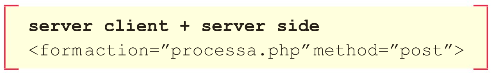 server client + server side
<formaction=”processa.php”method=”post”>